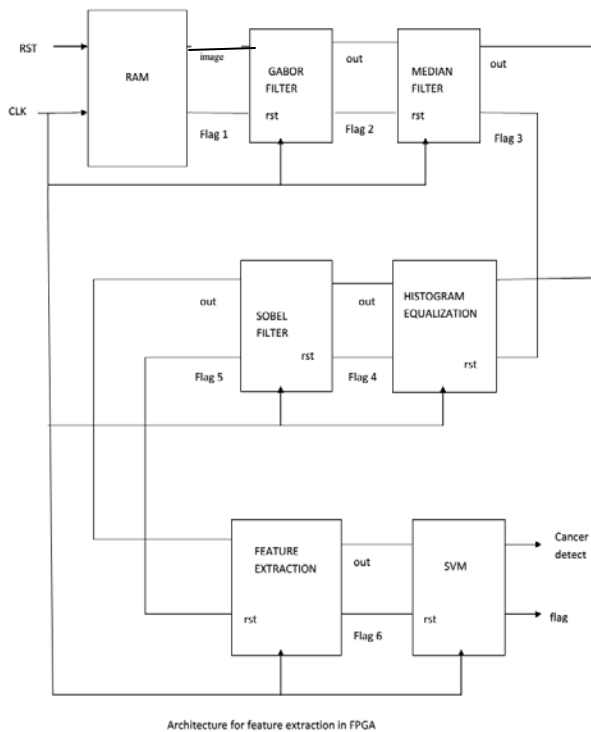 RST
CLK
RAM
image
Flag 1
GABOR
FILTER
rst
out
Flag 2
MEDIAN
FILTER
rst
out
Flag 3
out
Flag 5
SOBEL
FILTER
rst
out
Flag 4
HISTOGRAM
EQUALIZATION
rst
FEATURE
EXTRACTION
rst
out
Flag 6
SVM
rst
Cancer
detect
flag
Architecture for feature extraction in FPGA